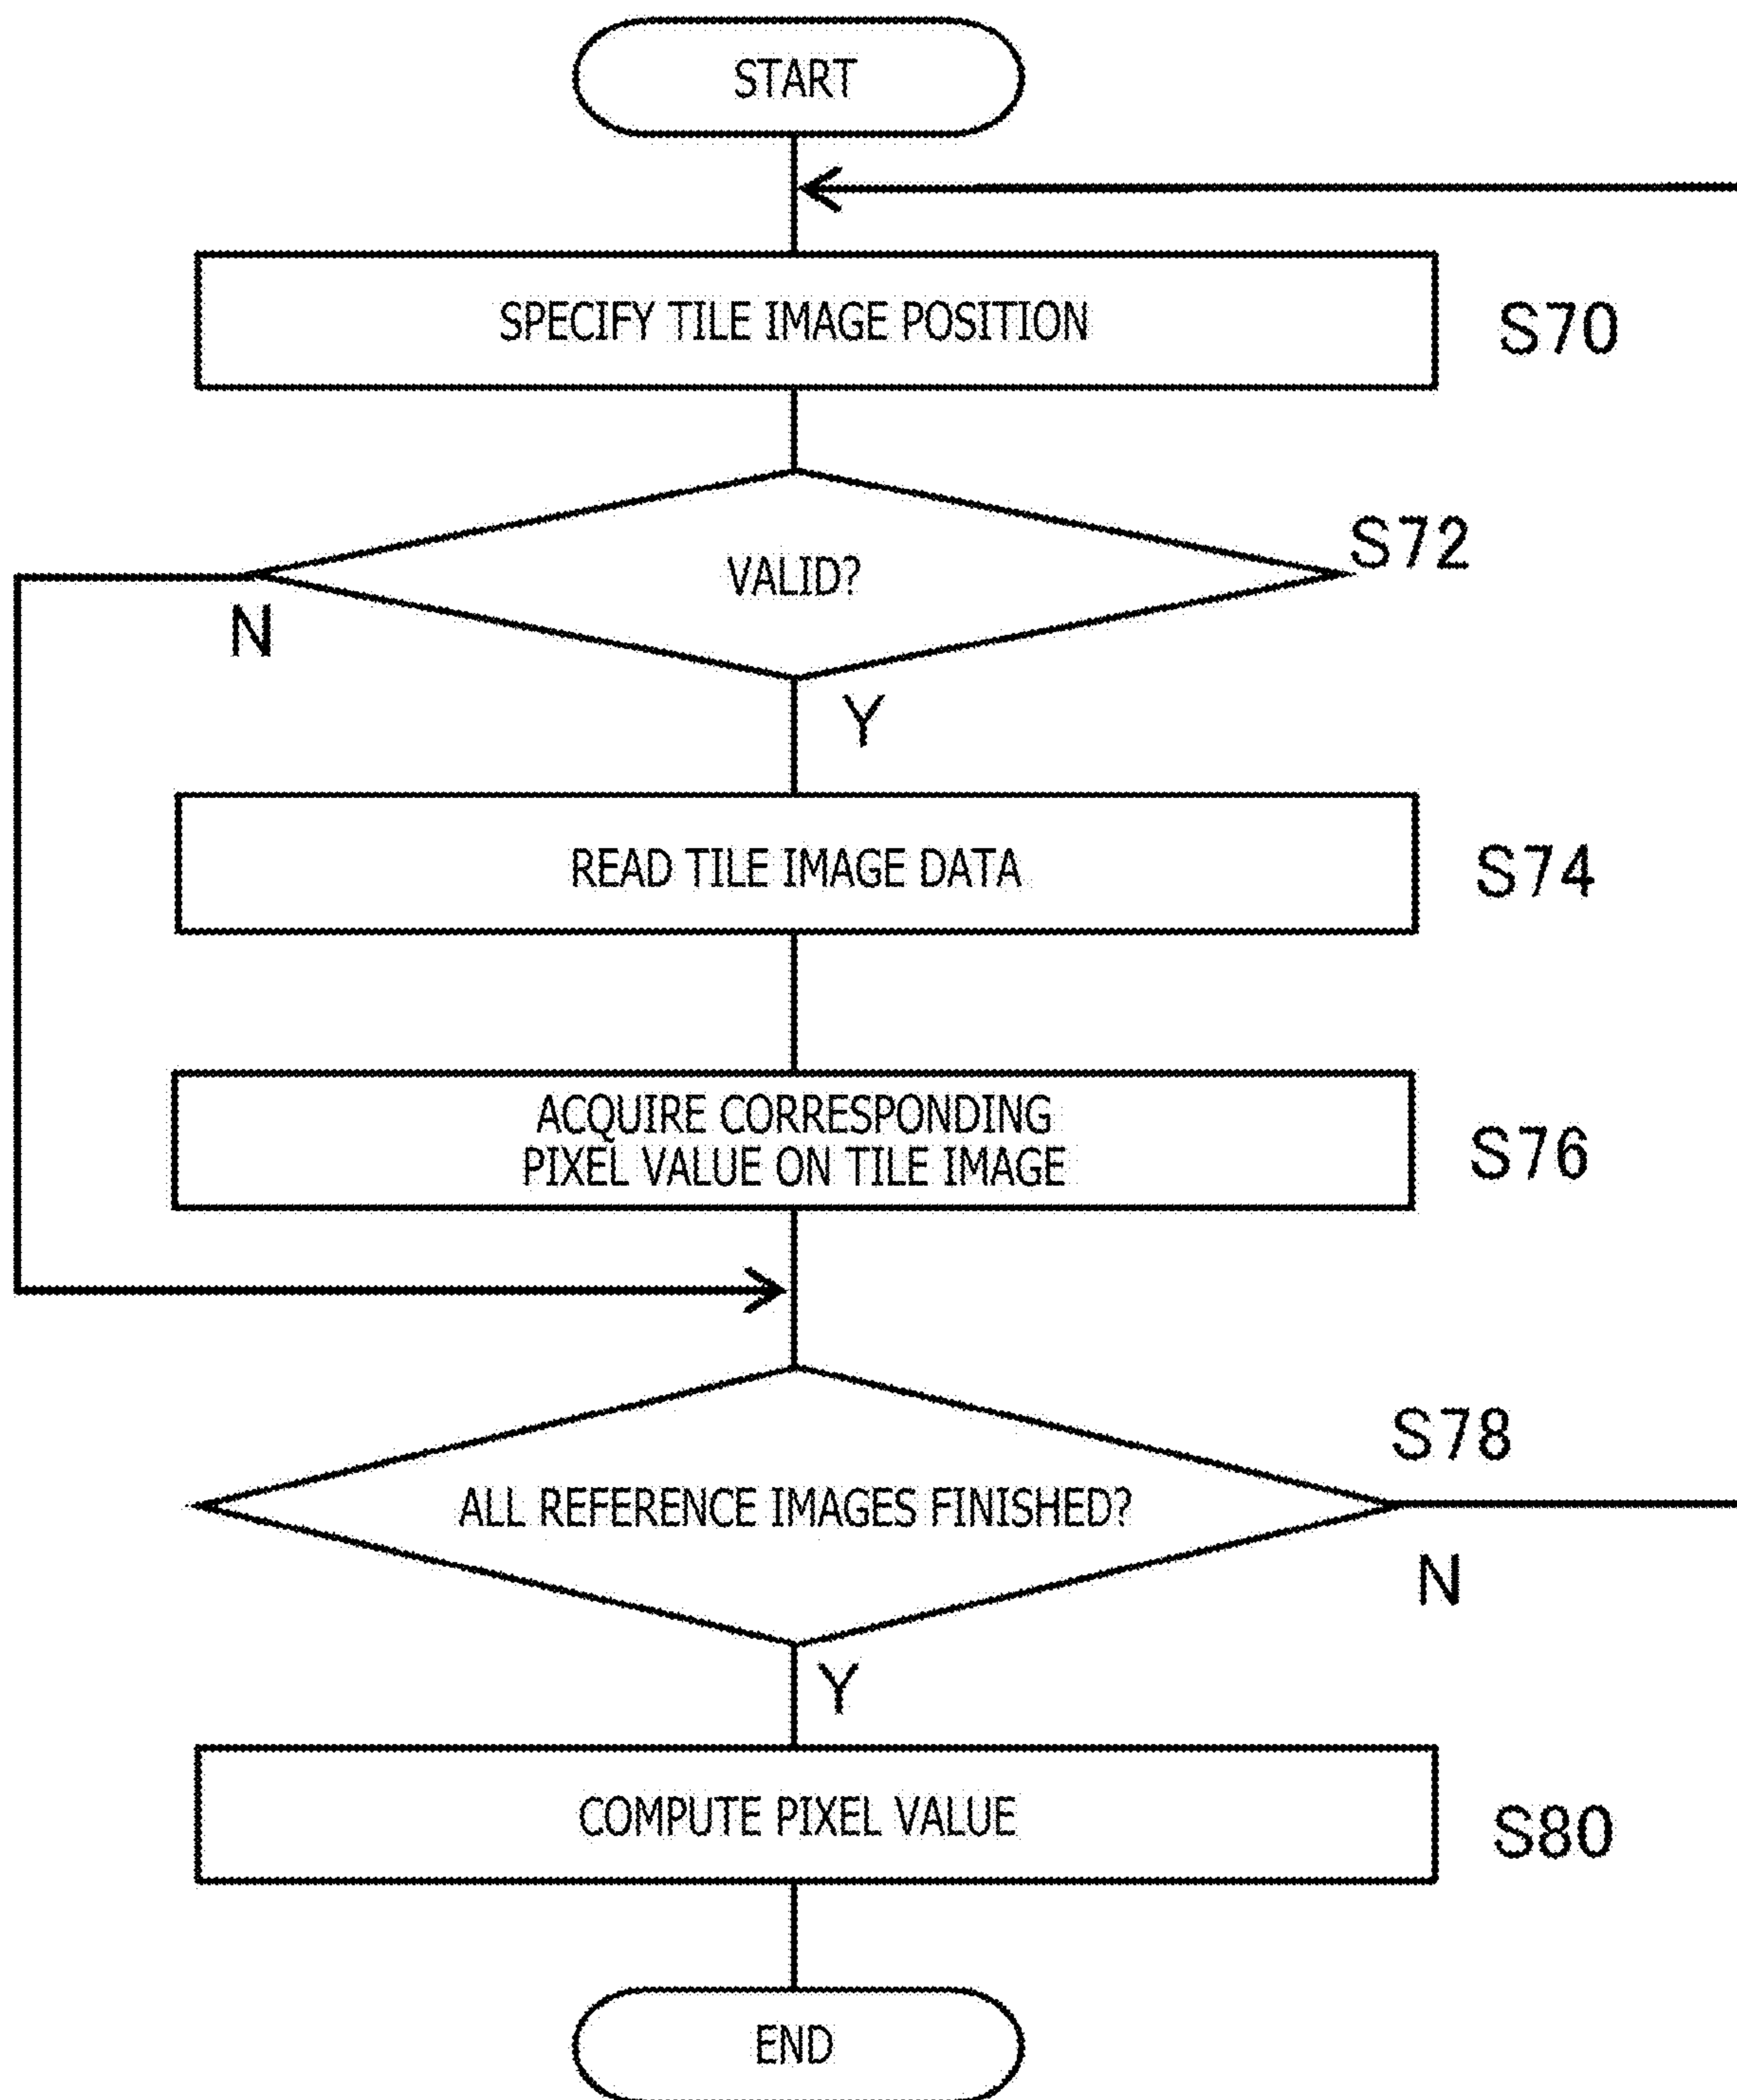 START
SPECIFY TILE IMAGE POSITION
S70
VALID?
S72
N
Y
READ TILE IMAGE DATA
S74
ACQUIRE CORRESPONDING
PIXEL VALUE ON TILE IMAGE
S76
ALL REFERENCE IMAGES FINISHED?
S78
N
Y
COMPUTE PIXEL VALUE
S80
END